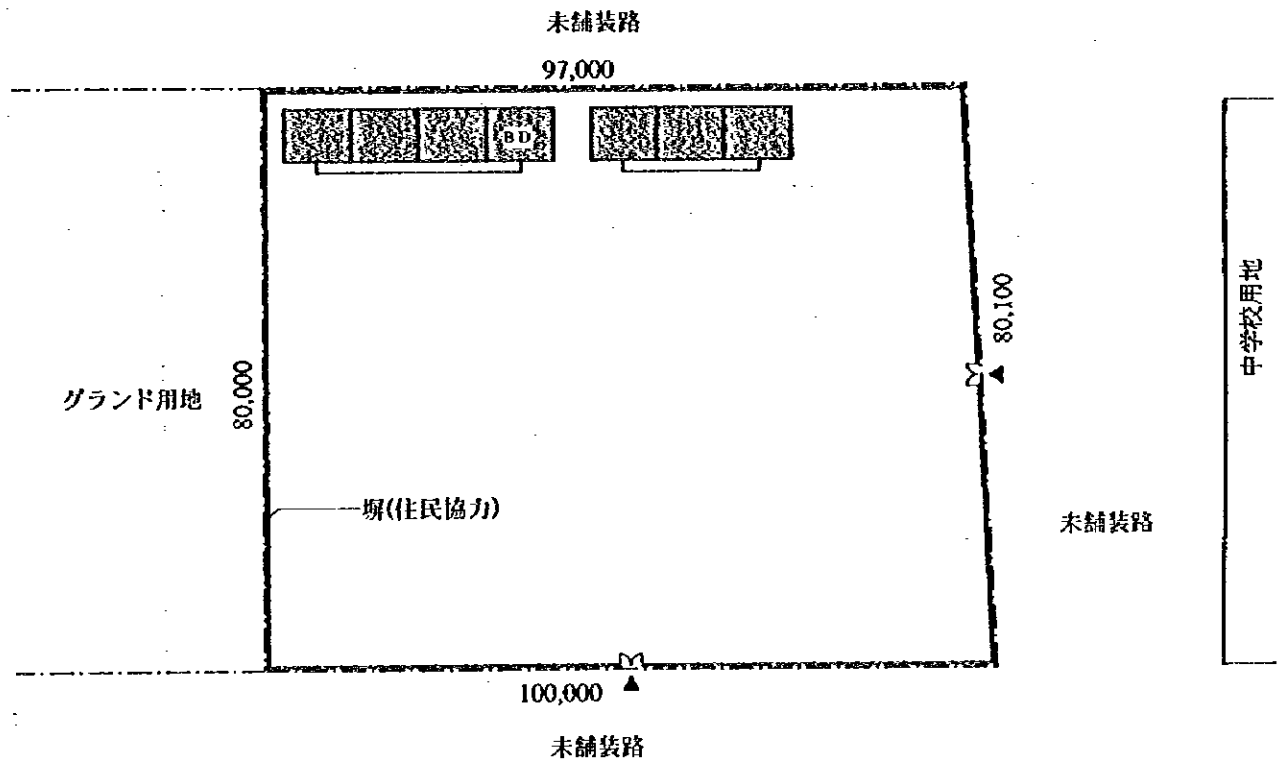 未舗装路
97,000
BD
80,100
中学校用地
グランド用地
80,000
塀(住民協力)
未舗装路
100,000
未舗装路